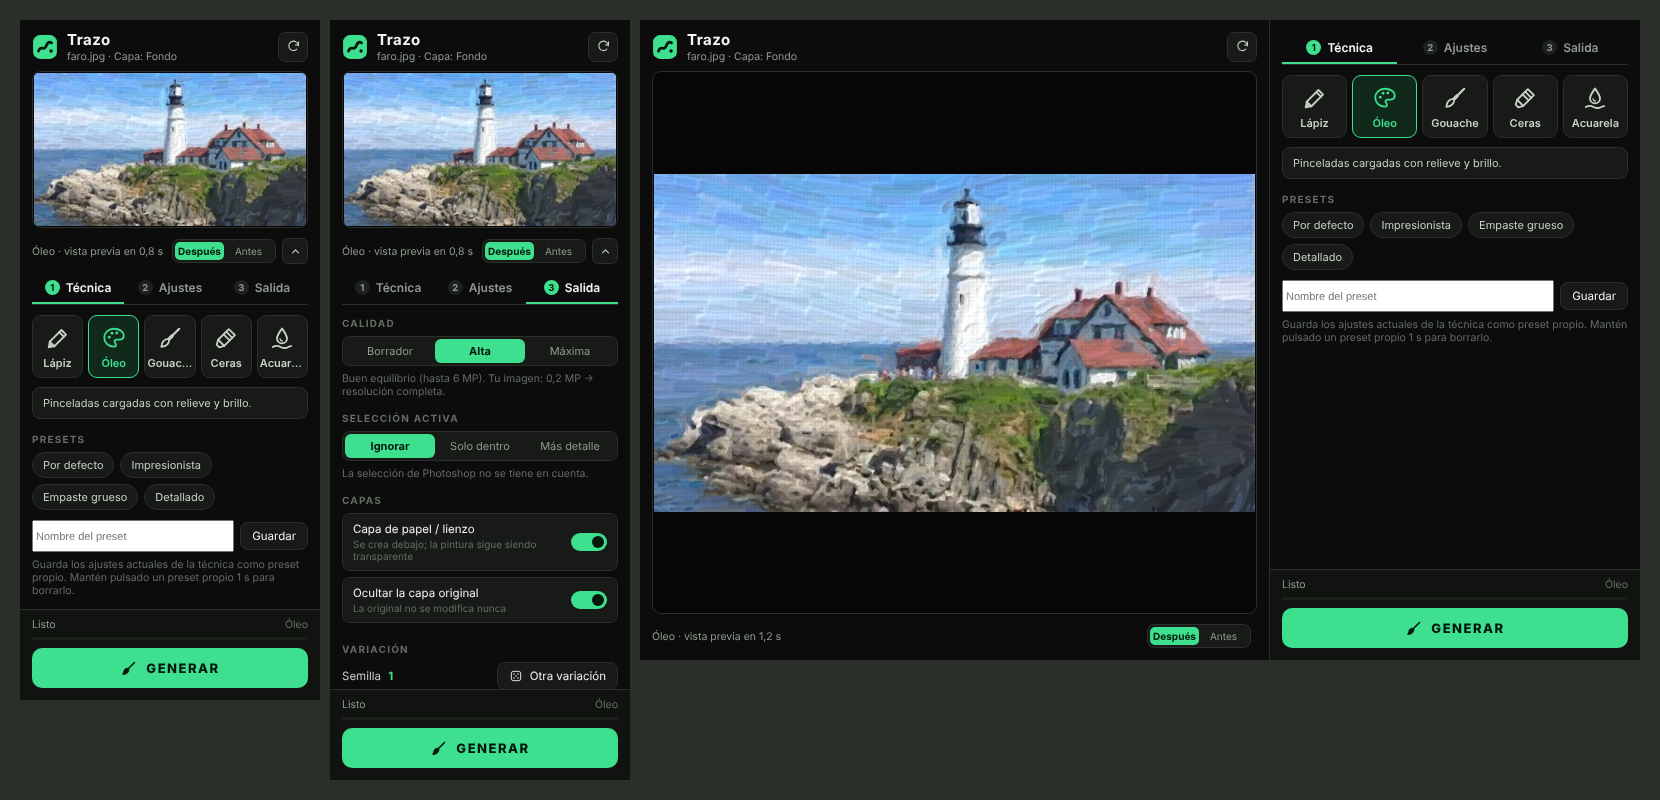 Trazo
faro.jpg · Capa: Fondo
Óleo · vista previa en 0,8 s
Después
Antes
1 Técnica
2 Ajustes
3 Salida
Lápiz
Óleo
Gouac...
Ceras
Acuar...
Pinceladas cargadas con relieve y brillo.
PRESETS
Por defecto
Impresionista
Empaste grueso
Detallado
Nombre del preset
Guardar
Guarda los ajustes actuales de la técnica como preset
propio. Mantén pulsado un preset propio 1 s para
borrarlo.
Listo
Óleo
GENERAR
Trazo
faro.jpg · Capa: Fondo
Óleo · vista previa en 0,8 s
Después
Antes
1 Técnica
2 Ajustes
3 Salida
CALIDAD
Borrador
Alta
Máxima
Buen equilibrio (hasta 6 MP). Tu imagen: 0,2 MP →
resolución completa.
SELECCIÓN ACTIVA
Ignorar
Solo dentro
Más detalle
La selección de Photoshop no se tiene en cuenta.
CAPAS
Capa de papel / lienzo
Se crea debajo; la pintura sigue siendo
transparente
Ocultar la capa original
La original no se modifica nunca
VARIACIÓN
Semilla 1
Otra variación
Listo
Óleo
GENERAR
Trazo
faro.jpg · Capa: Fondo
Óleo · vista previa en 1,2 s
Después
Antes
1 Técnica
2 Ajustes
3 Salida
Lápiz
Óleo
Gouache
Ceras
Acuarela
Pinceladas cargadas con relieve y brillo.
PRESETS
Por defecto
Impresionista
Empaste grueso
Detallado
Nombre del preset
Guardar
Guarda los ajustes actuales de la técnica como preset propio. Mantén
pulsado un preset propio 1 s para borrarlo.
Listo
Óleo
GENERAR